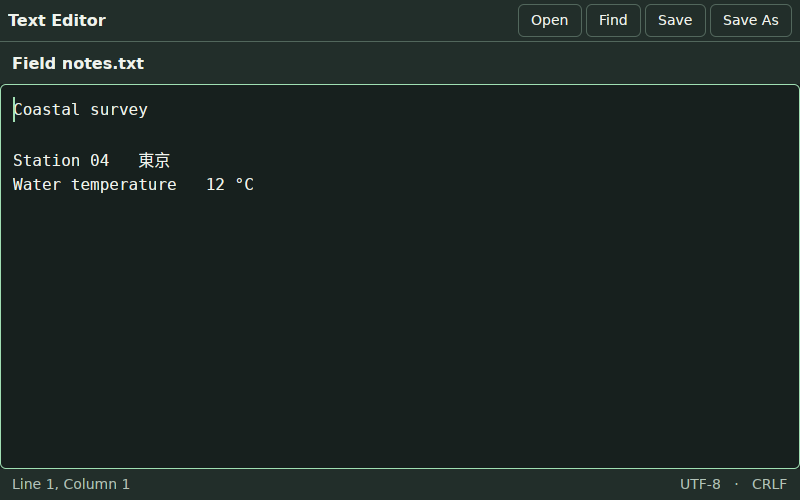 Text Editor Open Find Save Save As
Field notes.txt
Coastal survey
Station 04   東京
Water temperature   12 °C
Line 1, Column 1 UTF-8 · CRLF